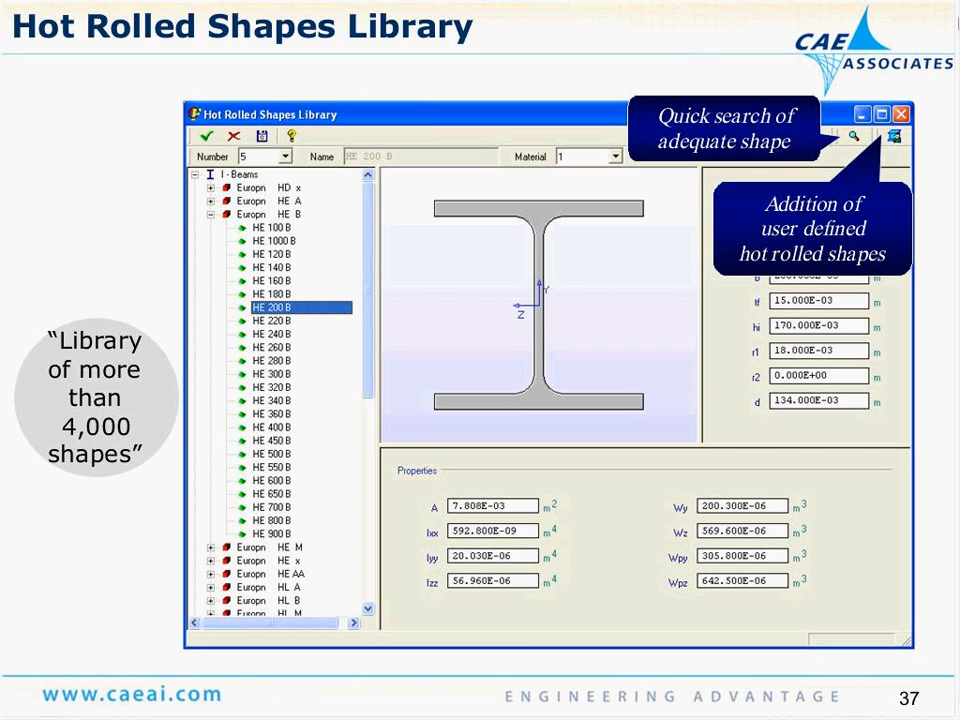 Hot Rolled Shapes Library
CAE
ASSOCIATES
Hot Rolled Shapes Library
Quick search of
adequate shape
Number 5 Name HE 200 B Material 1
I - Beams
Europn HD x
Europn HE A
Europn HE B
HE 100 B
HE 1000 B
HE 120 B
HE 140 B
HE 160 B
HE 180 B
HE 200 B
HE 220 B
HE 240 B
HE 260 B
HE 280 B
HE 300 B
HE 320 B
HE 340 B
HE 360 B
HE 400 B
HE 450 B
HE 500 B
HE 550 B
HE 600 B
HE 650 B
HE 700 B
HE 800 B
HE 900 B
Europn HE M
Europn HE x
Europn HE AA
Europn HL A
Europn HL B
Europn HL M
Y
Z
Addition of
user defined
hot rolled shapes
m
tf 15.000E-03 m
hi 170.000E-03 m
r1 18.000E-03 m
r2 0.000E+00 m
d 134.000E-03 m
Properties
A 7.808E-03 m2
Ixx 592.800E-09 m4
Iyy 20.030E-06 m4
Izz 56.960E-06 m4
Wy 200.300E-06 m3
Wz 569.600E-06 m3
Wpy 305.800E-06 m3
Wpz 642.500E-06 m3
“Library
of more
than
4,000
shapes”
www.caeai.com
ENGINEERING ADVANTAGE
37